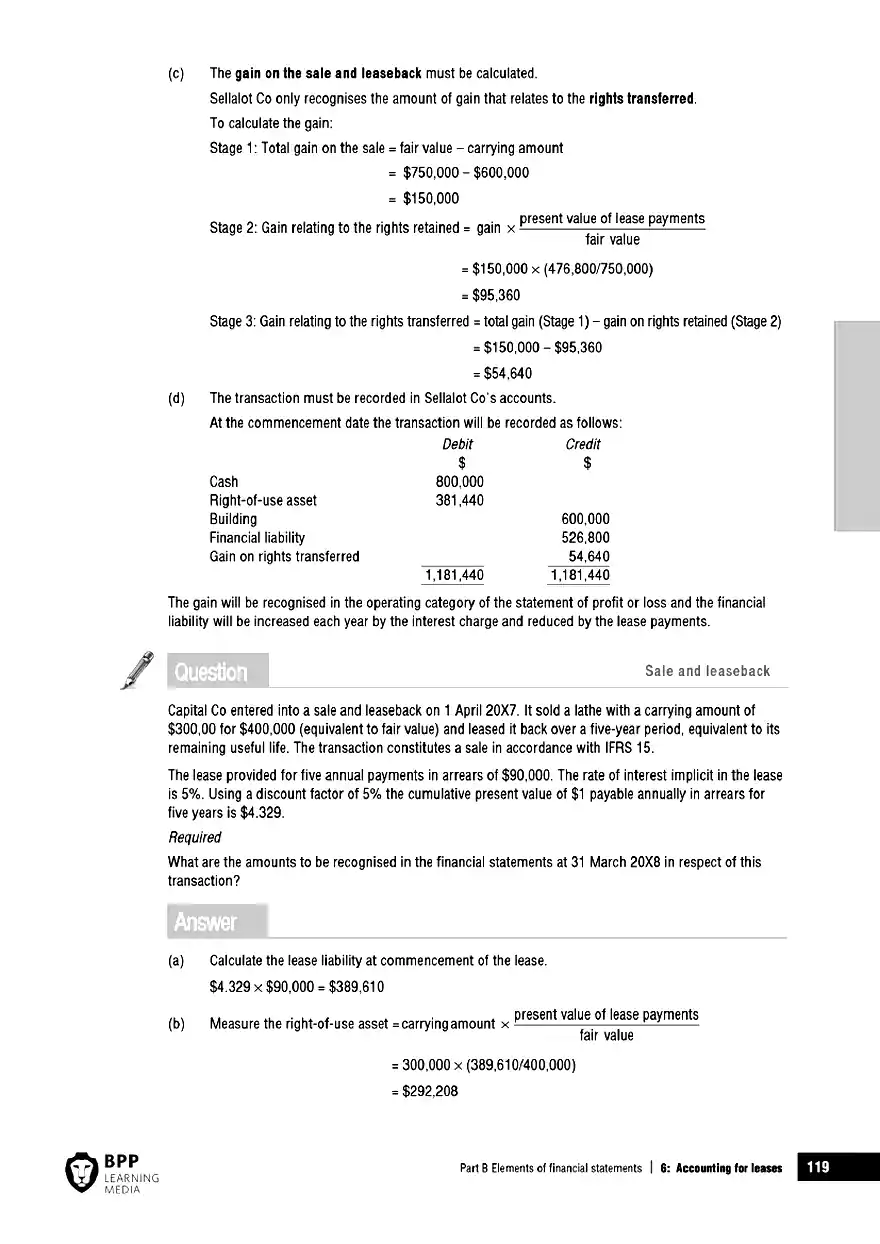 (c) The gain on the sale and leaseback must be calculated.
Sellalot Co only recognises the amount of gain that relates to the rights transferred.
To calculate the gain:
Stage 1: Total gain on the sale = fair value – carrying amount
= $750,000 – $600,000
= $150,000
Stage 2: Gain relating to the rights retained = gain × present value of lease payments
fair value
= $150,000 × (476,800/750,000)
= $95,360
Stage 3: Gain relating to the rights transferred = total gain (Stage 1) – gain on rights retained (Stage 2)
= $150,000 – $95,360
= $54,640
(d) The transaction must be recorded in Sellalot Co's accounts.
At the commencement date the transaction will be recorded as follows:
Debit Credit
$ $
Cash 800,000
Right-of-use asset 381,440
Building 600,000
Financial liability 526,800
Gain on rights transferred 54,640
1,181,440 1,181,440
The gain will be recognised in the operating category of the statement of profit or loss and the financial
liability will be increased each year by the interest charge and reduced by the lease payments.
Question Sale and leaseback
Capital Co entered into a sale and leaseback on 1 April 20X7. It sold a lathe with a carrying amount of
$300,00 for $400,000 (equivalent to fair value) and leased it back over a five-year period, equivalent to its
remaining useful life. The transaction constitutes a sale in accordance with IFRS 15.
The lease provided for five annual payments in arrears of $90,000. The rate of interest implicit in the lease
is 5%. Using a discount factor of 5% the cumulative present value of $1 payable annually in arrears for
five years is $4.329.
Required
What are the amounts to be recognised in the financial statements at 31 March 20X8 in respect of this
transaction?
Answer
(a) Calculate the lease liability at commencement of the lease.
$4.329 × $90,000 = $389,610
(b) Measure the right-of-use asset = carrying amount × present value of lease payments
fair value
= 300,000 × (389,610/400,000)
= $292,208
BPP
LEARNING
MEDIA
Part B Elements of financial statements | 6: Accounting for leases 119